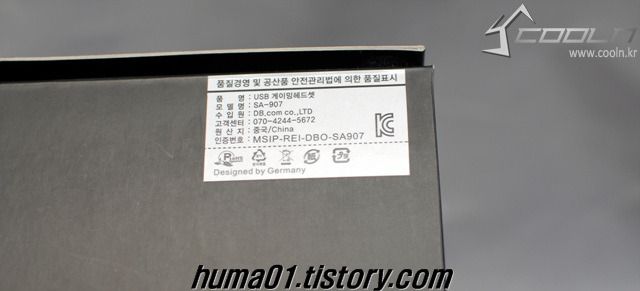 COOLN
www.cooln.kr
품질경영 및 공산품 안전관리법에 의한 품질표시
품 명 : USB 게이밍헤드셋
모 델 명 : SA-907
수 입 원 : DB.com co.,LTD
고객센터 : 070-4244-5672
원 산 지 : 중국/China
인증번호 : MSIP-REI-DBO-SA907
RoHS
Designed by Germany
huma01.tistory.com